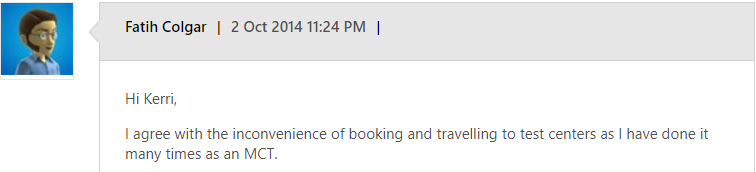 Fatih Colgar | 2 Oct 2014 11:24 PM |
Hi Kerri,
I agree with the inconvenience of booking and travelling to test centers as I have done it
many times as an MCT.